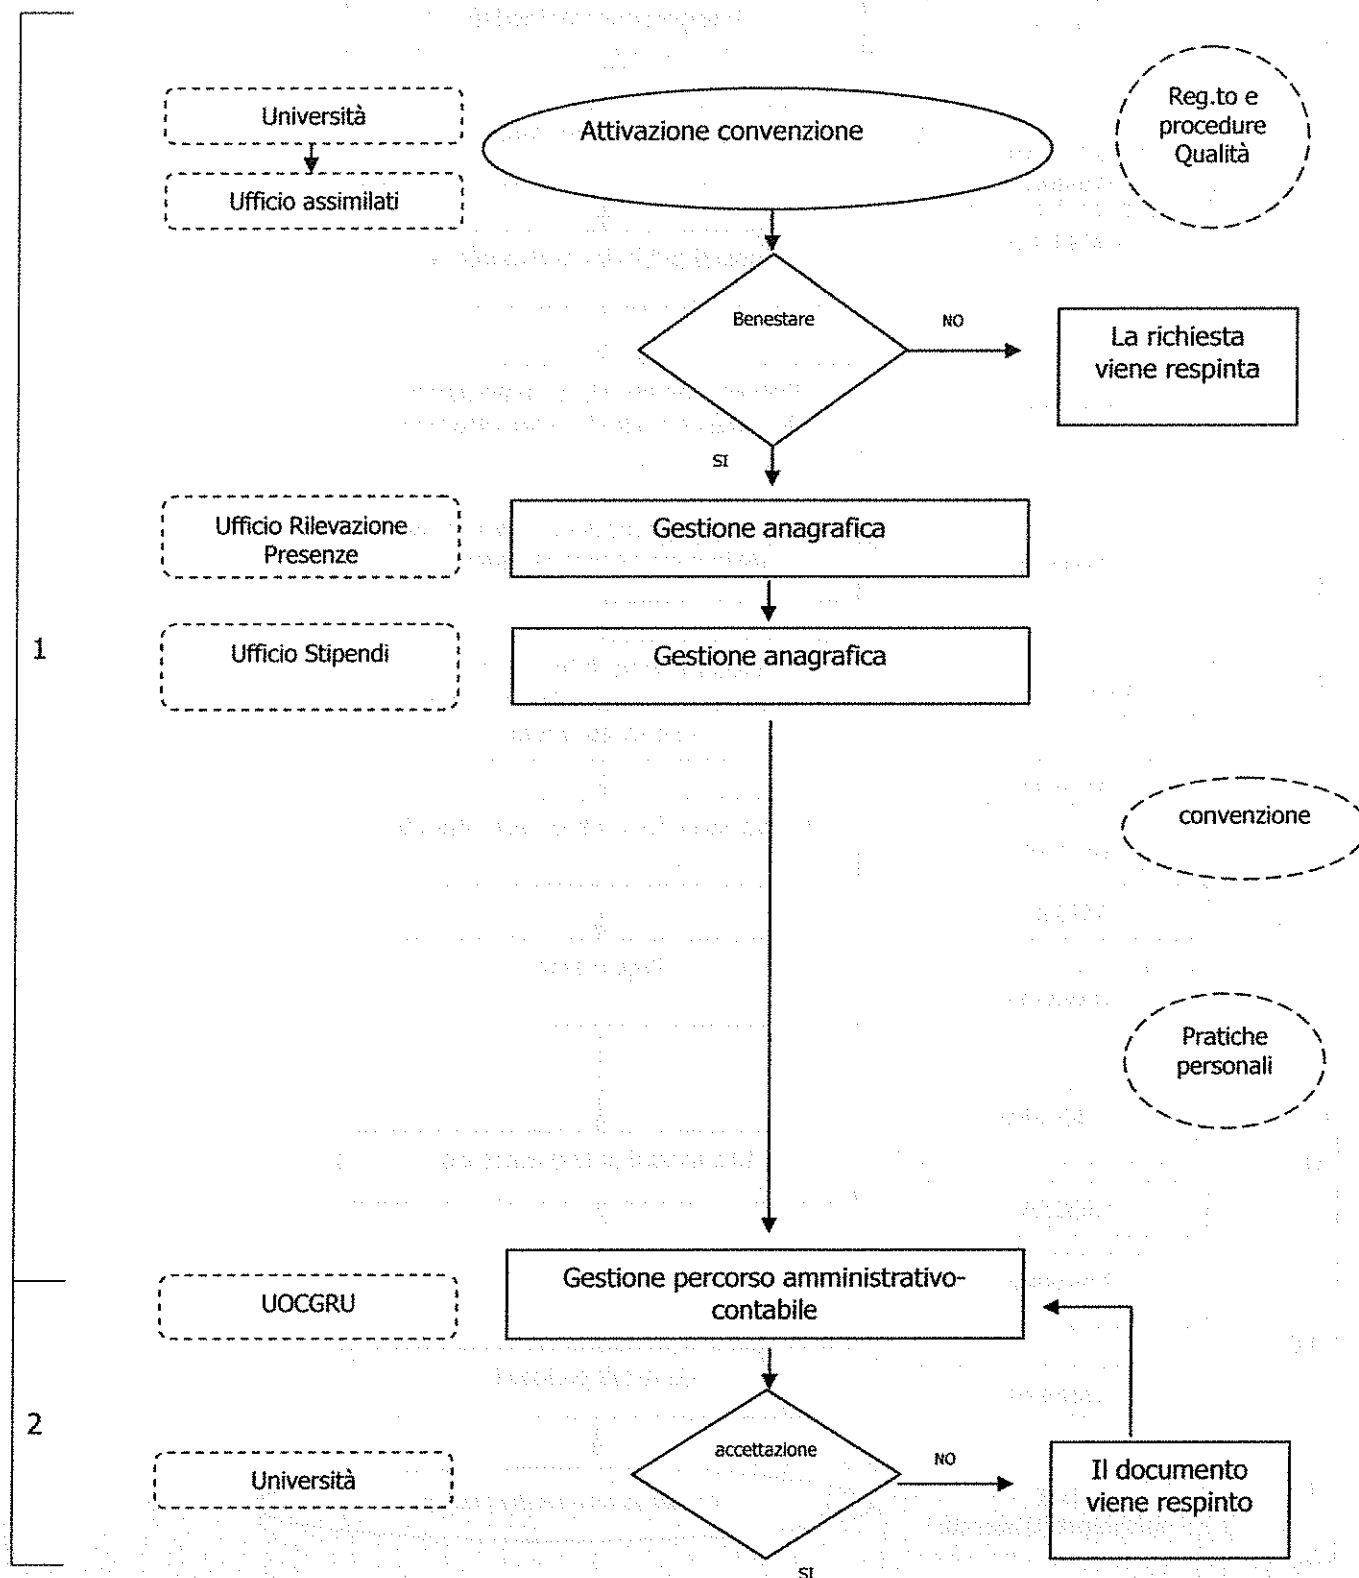 Università
Attivazione convenzione
Reg.to e
procedure
Qualità
Ufficio assimilati
Benestare
NO
La richiesta
viene respinta
SI
Ufficio Rilevazione
Presenze
Gestione anagrafica
1
Ufficio Stipendi
Gestione anagrafica
convenzione
Pratiche
personali
UOCGRU
Gestione percorso amministrativo-
contabile
2
accettazione
NO
Università
Il documento
viene respinto
SI